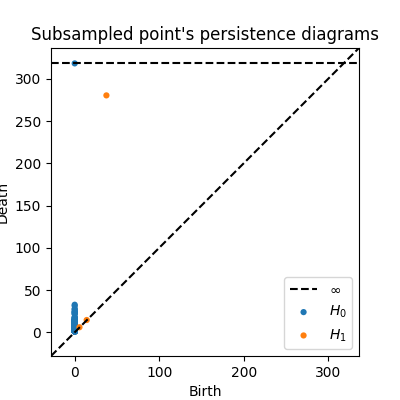 Subsampled point's persistence diagrams
300
250
200
150
100
50
0
Death
∞
H₀
H₁
0 100 200 300
Birth